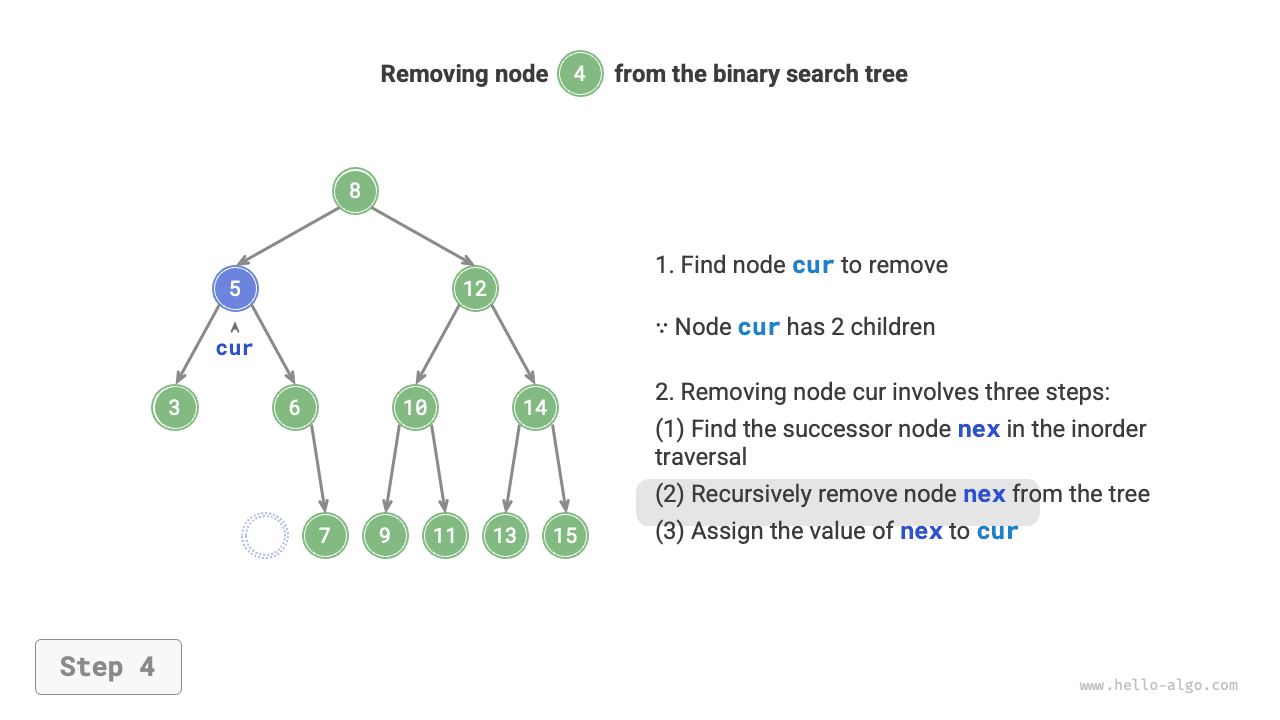 Removing node 4 from the binary search tree
8
5
12
cur
3
6
10
14
7
9
11
13
15
1. Find node cur to remove
∵ Node cur has 2 children
2. Removing node cur involves three steps:
(1) Find the successor node nex in the inorder
traversal
(2) Recursively remove node nex from the tree
(3) Assign the value of nex to cur
Step 4
www.hello-algo.com